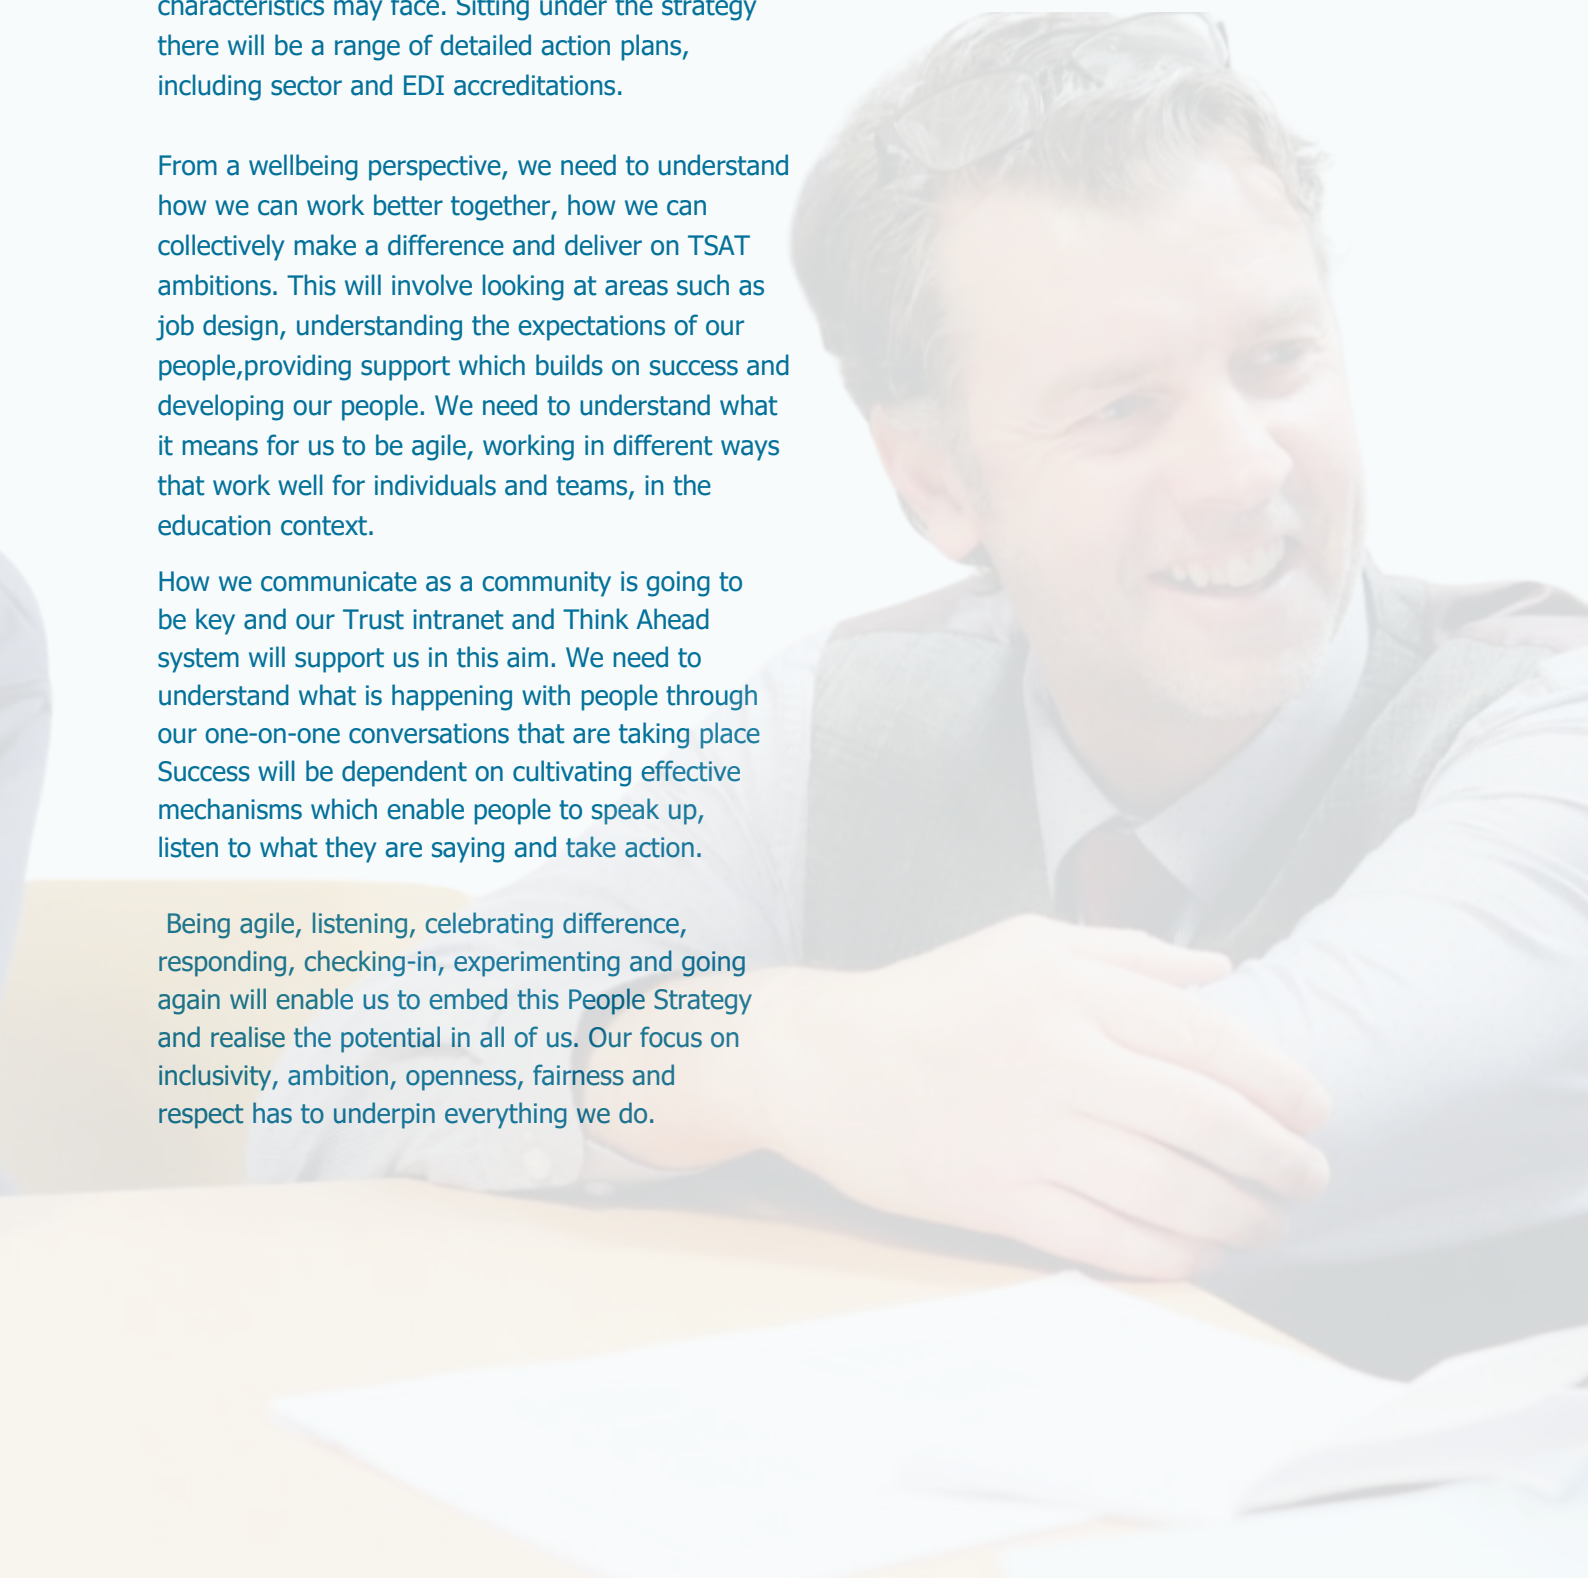 characteristics may face. Sitting under the strategy
there will be a range of detailed action plans,
including sector and EDI accreditations.
From a wellbeing perspective, we need to understand
how we can work better together, how we can
collectively make a difference and deliver on TSAT
ambitions. This will involve looking at areas such as
job design, understanding the expectations of our
people,providing support which builds on success and
developing our people. We need to understand what
it means for us to be agile, working in different ways
that work well for individuals and teams, in the
education context.
How we communicate as a community is going to
be key and our Trust intranet and Think Ahead
system will support us in this aim. We need to
understand what is happening with people through
our one-on-one conversations that are taking place
Success will be dependent on cultivating effective
mechanisms which enable people to speak up,
listen to what they are saying and take action.
Being agile, listening, celebrating difference,
responding, checking-in, experimenting and going
again will enable us to embed this People Strategy
and realise the potential in all of us. Our focus on
inclusivity, ambition, openness, fairness and
respect has to underpin everything we do.